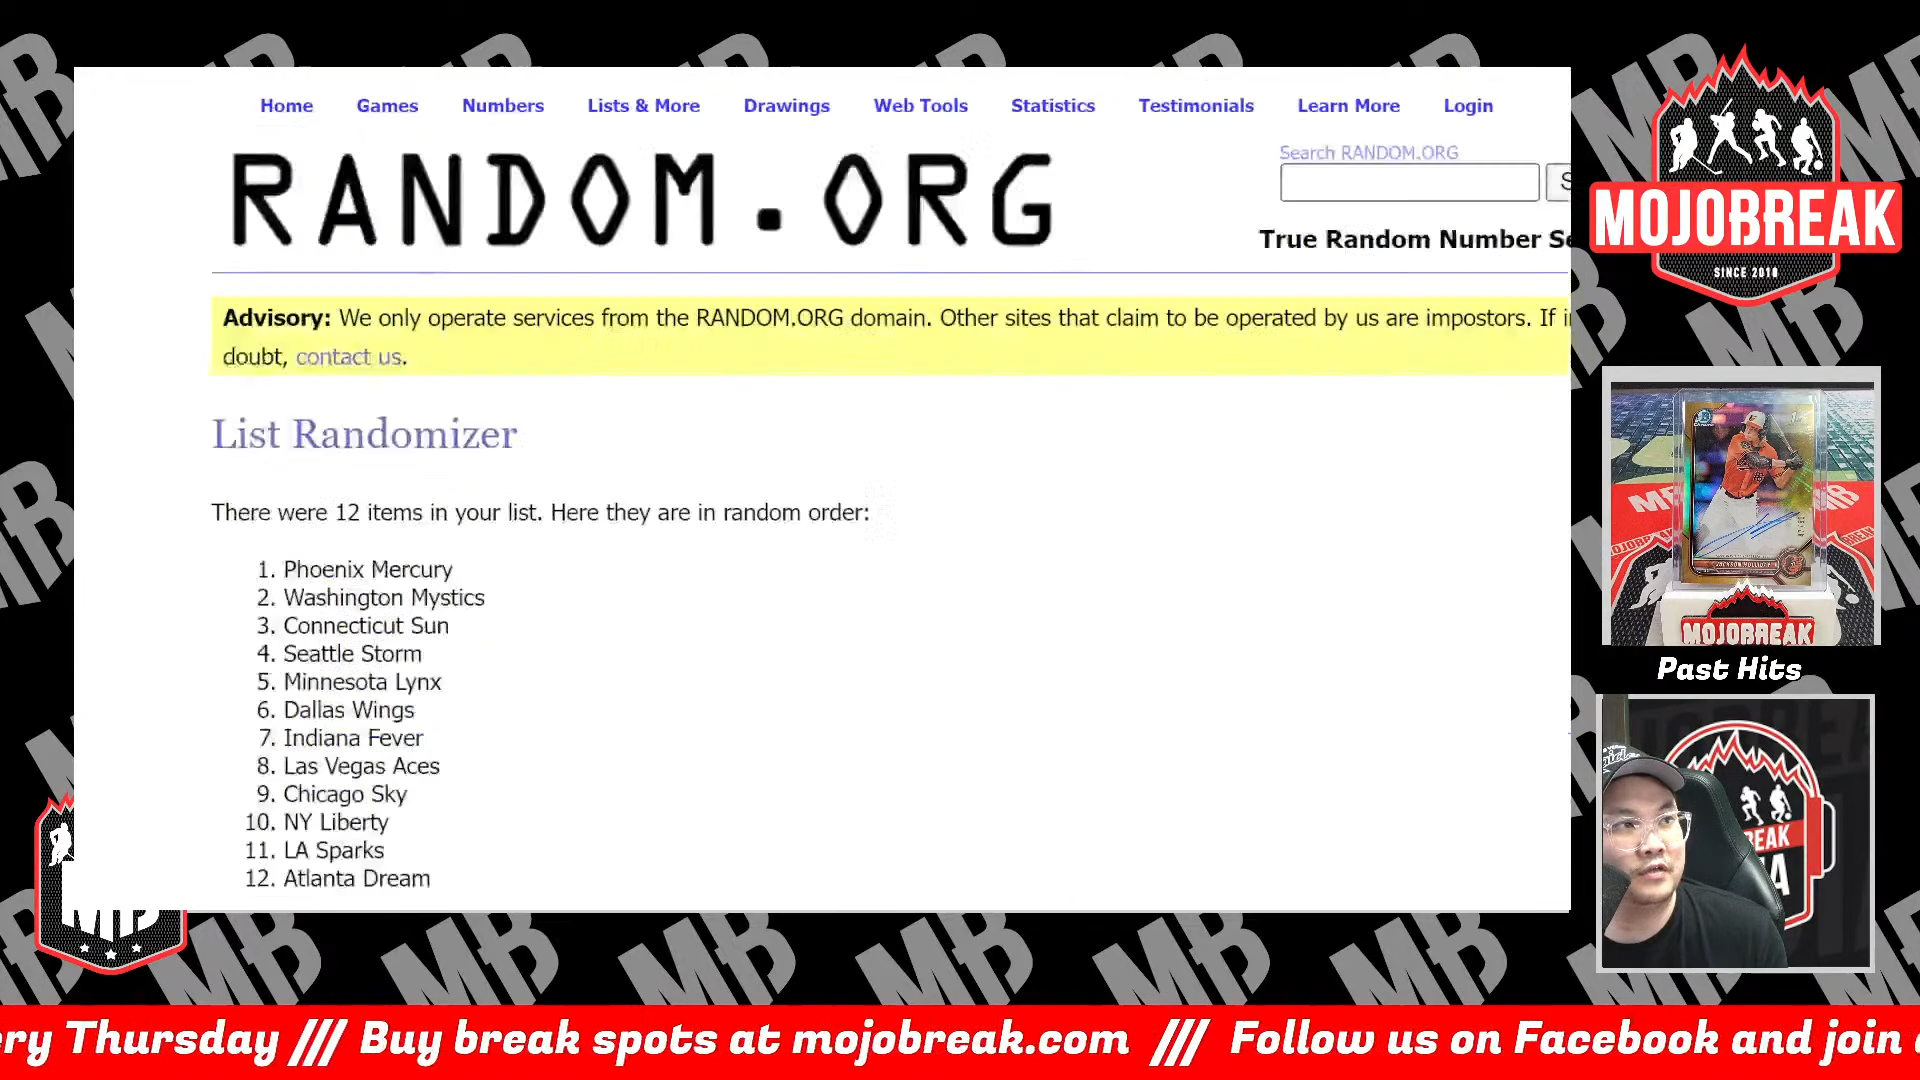 Home Games Numbers Lists & More Drawings Web Tools Statistics Testimonials Learn More Login
RANDOM.ORG
Search RANDOM.ORG
True Random Number Se
Advisory: We only operate services from the RANDOM.ORG domain. Other sites that claim to be operated by us are impostors. If in
doubt, contact us.
List Randomizer
There were 12 items in your list. Here they are in random order:
1. Phoenix Mercury
2. Washington Mystics
3. Connecticut Sun
4. Seattle Storm
5. Minnesota Lynx
6. Dallas Wings
7. Indiana Fever
8. Las Vegas Aces
9. Chicago Sky
10. NY Liberty
11. LA Sparks
12. Atlanta Dream
MOJOBREAK
SINCE 2010
MOJOBREAK
Past Hits
ery Thursday /// Buy break spots at mojobreak.com /// Follow us on Facebook and join